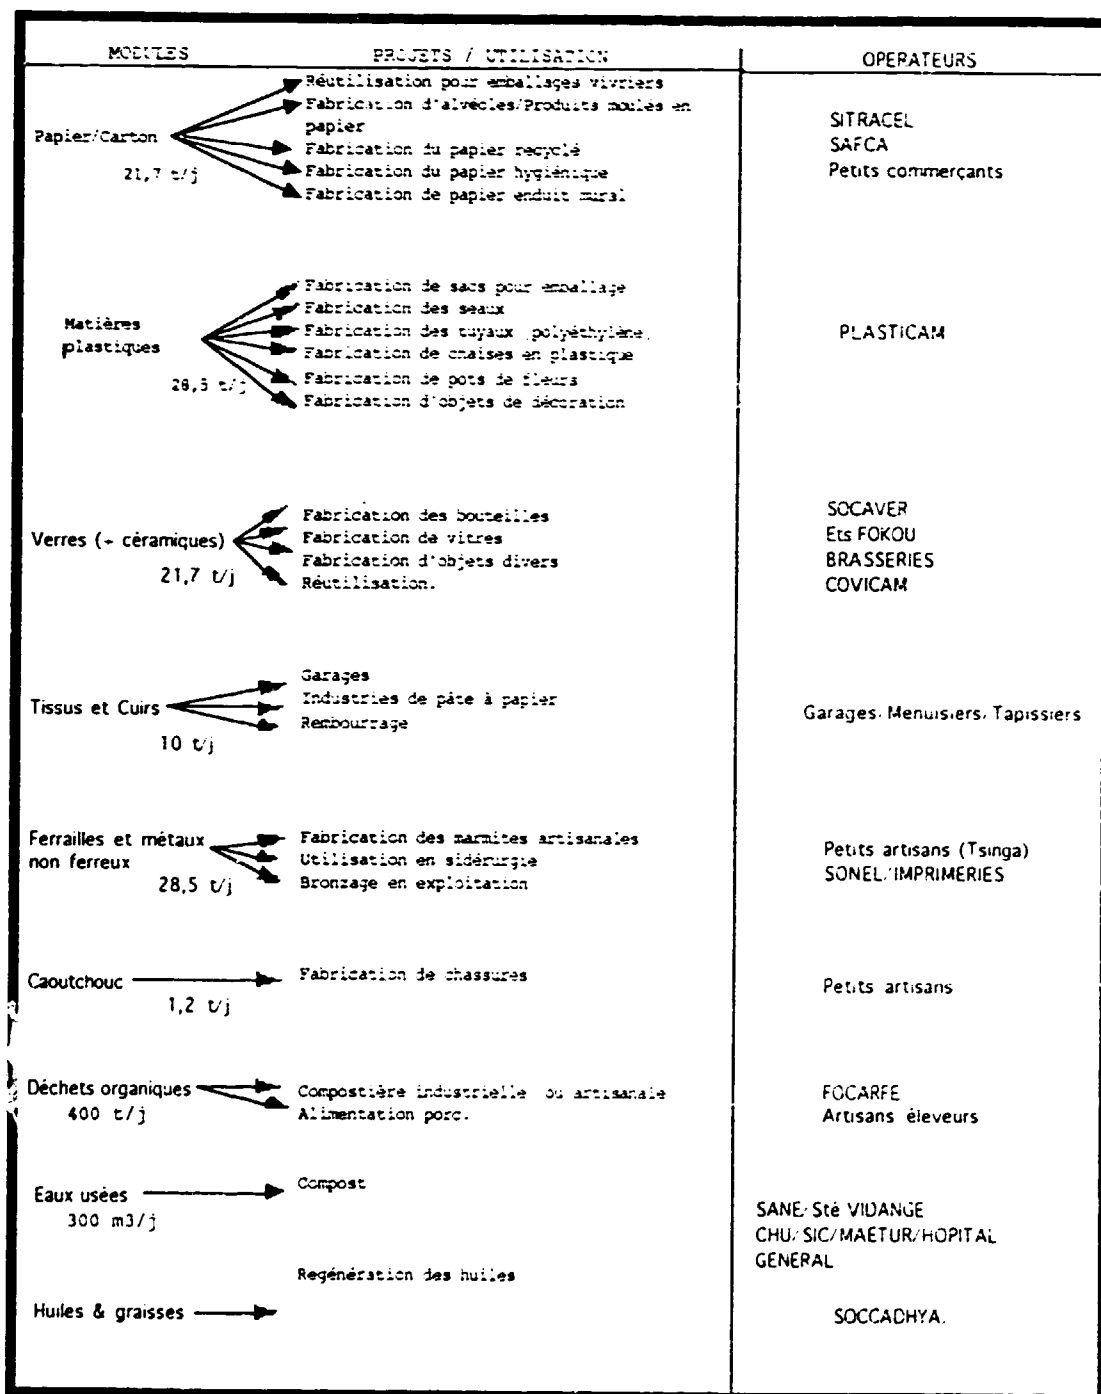 MODULES PROJETS / UTILISATION OPERATEURS
Papier/Carton
21,7 t/j
Réutilisation pour emballages vivriers
Fabrication d'alvéoles/Produits moulés en
papier
Fabrication du papier recyclé
Fabrication du papier hygiénique
Fabrication de papier enduit mural
SITRACEL
SAFCA
Petits commerçants
Matières
plastiques
28,5 t/j
Fabrication de sacs pour emballage
Fabrication des seaux
Fabrication des tuyaux (polyéthylène)
Fabrication de chaises en plastique
Fabrication de pots de fleurs
Fabrication d'objets de décoration
PLASTICAM
Verres (+ céramiques)
21,7 t/j
Fabrication des bouteilles
Fabrication de vitres
Fabrication d'objets divers
Réutilisation.
SOCAVER
Ets FOKOU
BRASSERIES
COVICAM
Tissus et Cuirs
10 t/j
Garages
Industries de pâte à papier
Rembourrage
Garages, Menuisiers, Tapissiers
Ferrailles et métaux
non ferreux
28,5 t/j
Fabrication des marmites artisanales
Utilisation en sidérurgie
Bronzage en exploitation
Petits artisans (Tsinga)
SONEL/IMPRIMERIES
Caoutchouc
1,2 t/j
Fabrication de chassures
Petits artisans
Déchets organiques
400 t/j
Compostière industrielle ou artisanale
Alimentation porc.
FOCARFE
Artisans éleveurs
Eaux usées
300 m3/j
Compost
SANE/Sté VIDANGE
CHU/SIC/MAETUR/HOPITAL
GENERAL
Huiles & graisses
Regénération des huiles
SOCCADHYA.